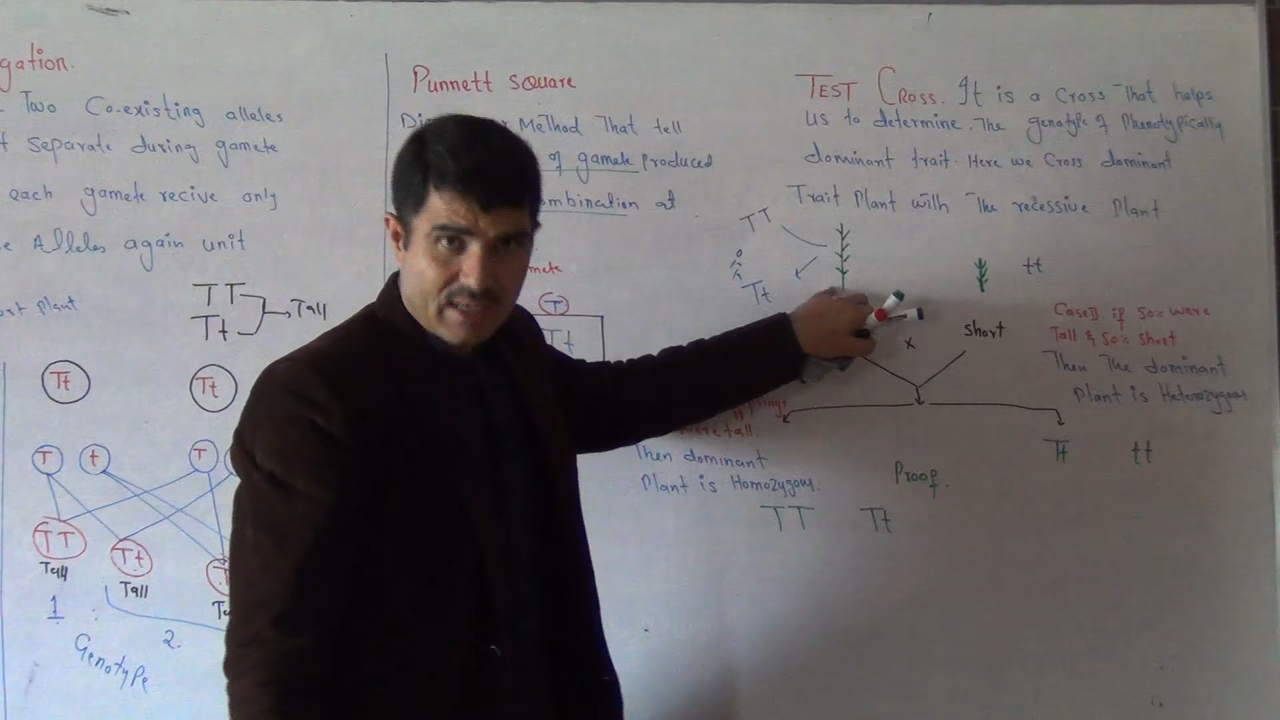 gation.
Two Co-existing alleles
separate during gamete
each gamete recive only
Alleles again unit
plant
TT
Tt
Tall
Tt
Tt
T
t
T
TT
Tt
Tall
Tall
1 :
2.
Genotype
Punnett square
Method That tell
of gamete produced
at
T
Tt
TEST CROSS. It is a Cross That helps
us to determine. The genotype of Phenotypically
dominant trait. Here we Cross dominant
Trait Plant with The recessive Plant
TT
Tt
tt
x
short
Case II if 50% were
Tall & 50% short
Then The dominant
Plant is Heterozygous
were tall.
Then dominant
Plant is Homozygous.
Proof.
TT
Tt
Tt
tt